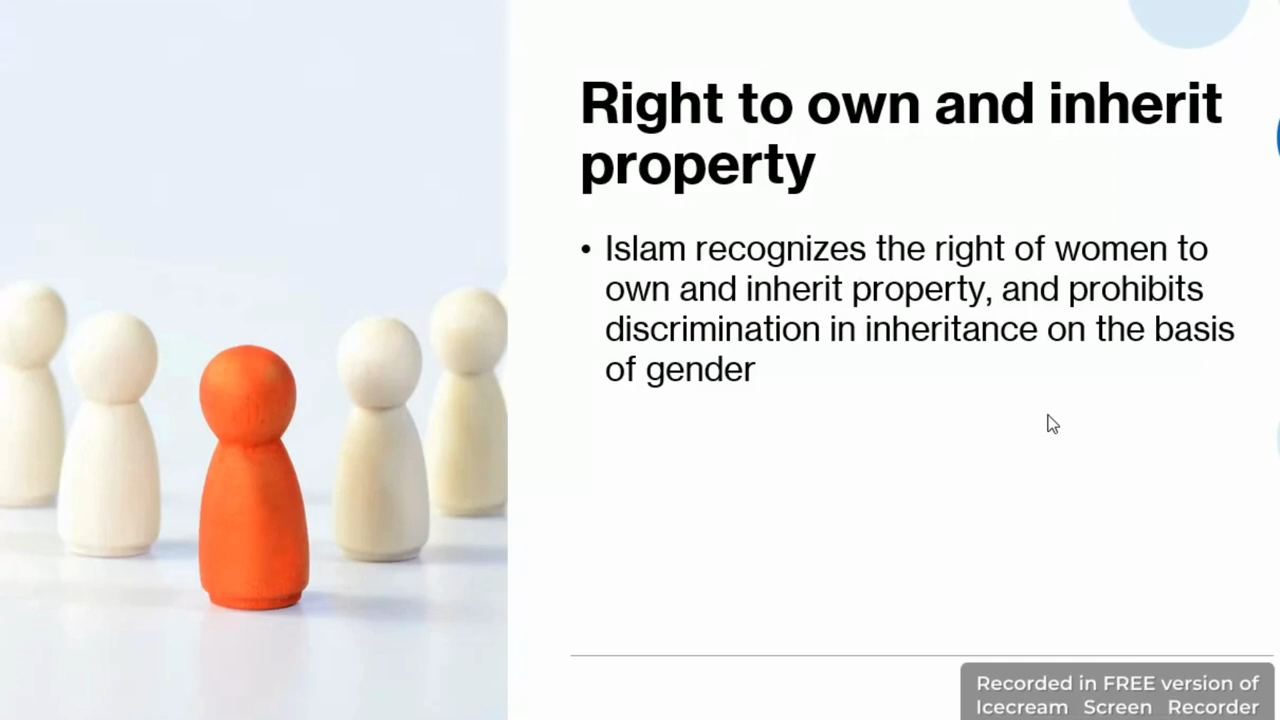 Right to own and inherit
property
• Islam recognizes the right of women to
own and inherit property, and prohibits
discrimination in inheritance on the basis
of gender
Recorded in FREE version of
Icecream Screen Recorder